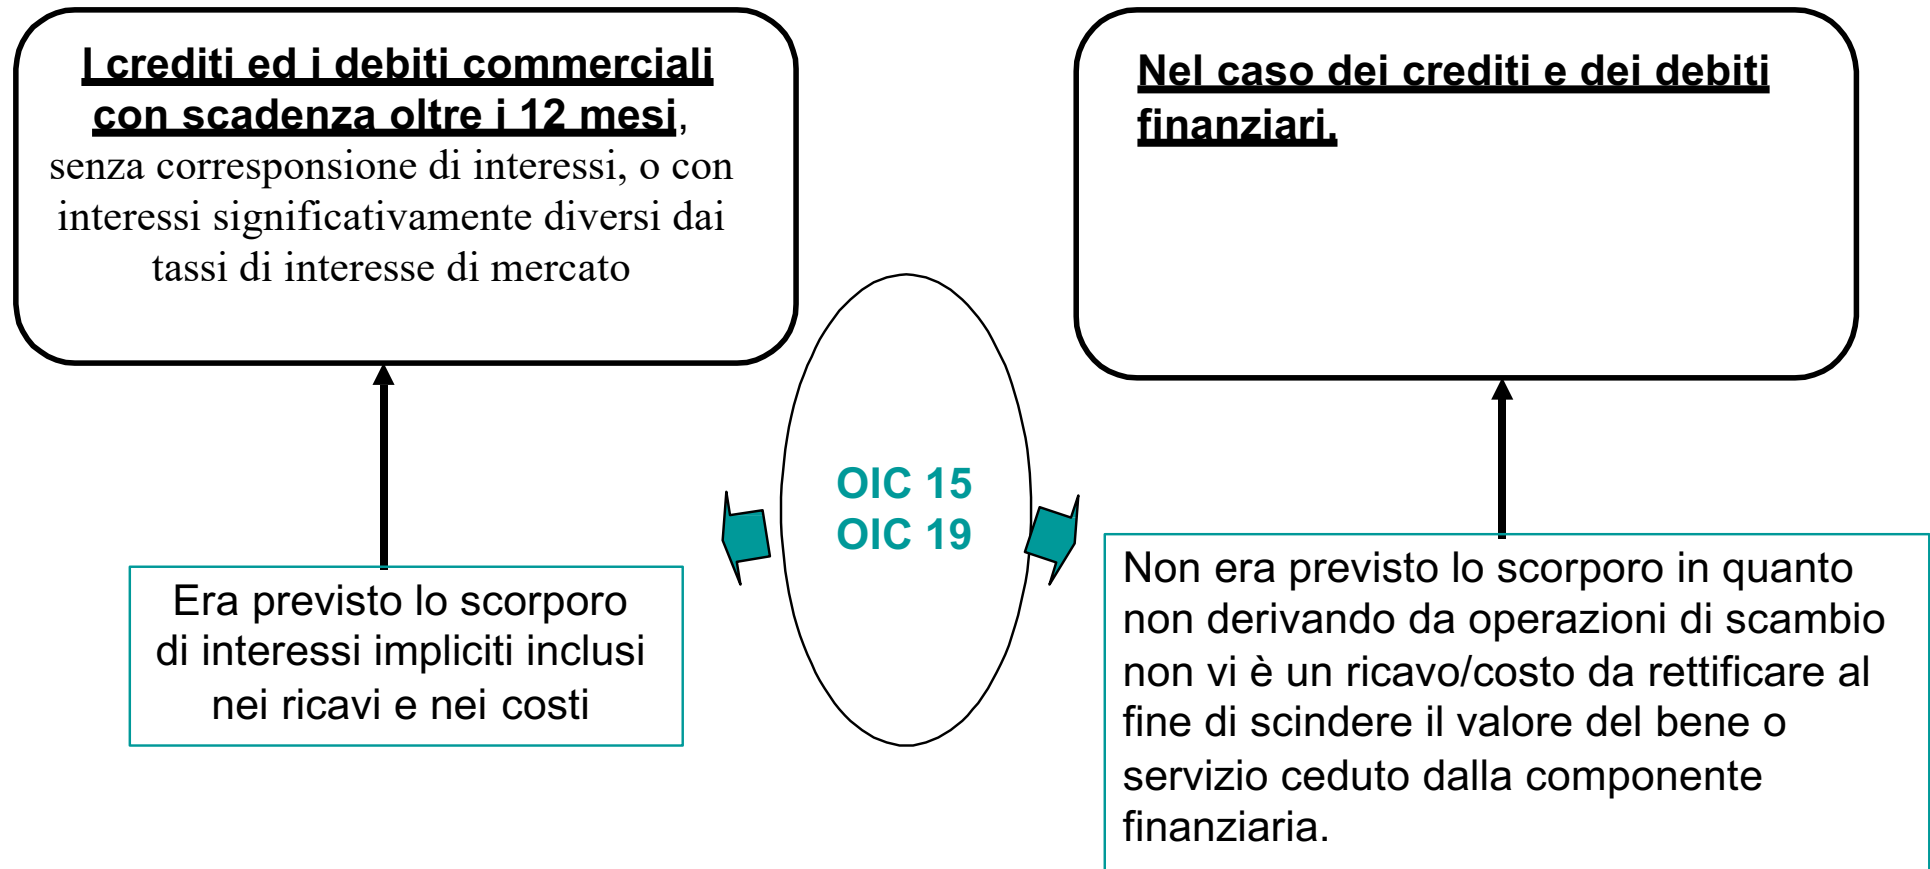 I crediti ed i debiti commerciali
con scadenza oltre i 12 mesi,
senza corresponsione di interessi, o con
interessi significativamente diversi dai
tassi di interesse di mercato
Nel caso dei crediti e dei debiti
finanziari.
OIC 15
OIC 19
Era previsto lo scorporo
di interessi impliciti inclusi
nei ricavi e nei costi
Non era previsto lo scorporo in quanto
non derivando da operazioni di scambio
non vi è un ricavo/costo da rettificare al
fine di scindere il valore del bene o
servizio ceduto dalla componente
finanziaria.